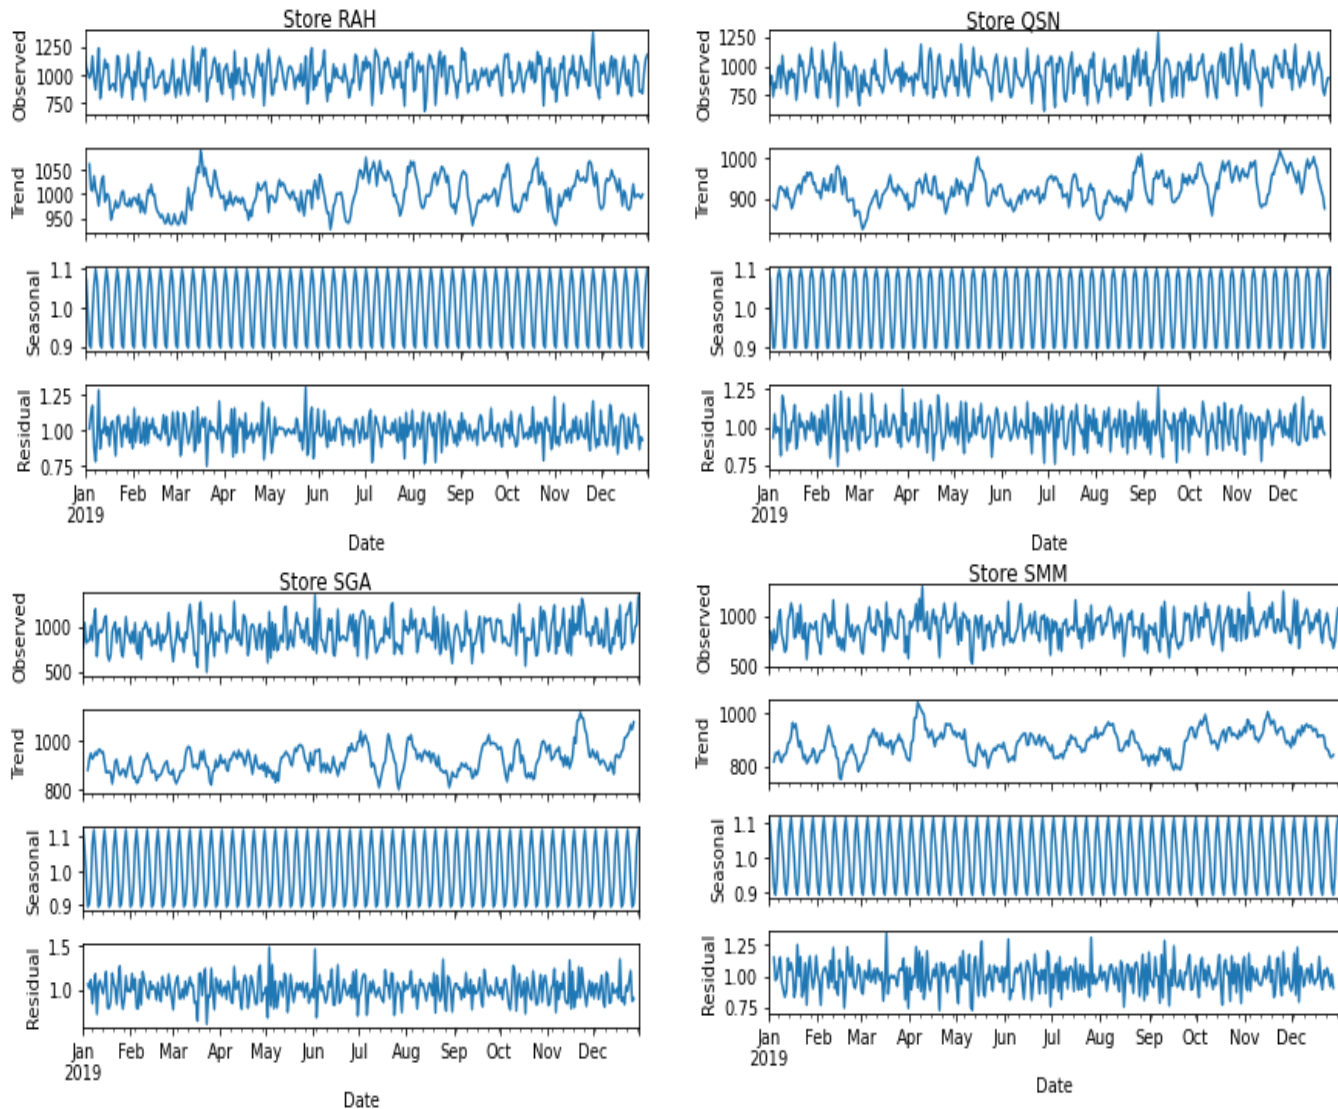 Store RAH
Observed
1250
1000
750
Trend
1050
1000
950
Seasonal
1.1
1.0
0.9
Residual
1.25
1.00
0.75
Jan Feb Mar Apr May Jun Jul Aug Sep Oct Nov Dec
2019
Date
Store QSN
Observed
1250
1000
750
Trend
1000
900
Seasonal
1.1
1.0
0.9
Residual
1.25
1.00
0.75
Jan Feb Mar Apr May Jun Jul Aug Sep Oct Nov Dec
2019
Date
Store SGA
Observed
1000
500
Trend
1000
800
Seasonal
1.1
1.0
0.9
Residual
1.5
1.0
Jan Feb Mar Apr May Jun Jul Aug Sep Oct Nov Dec
2019
Date
Store SMM
Observed
1000
500
Trend
1000
800
Seasonal
1.1
1.0
0.9
Residual
1.25
1.00
0.75
Jan Feb Mar Apr May Jun Jul Aug Sep Oct Nov Dec
2019
Date